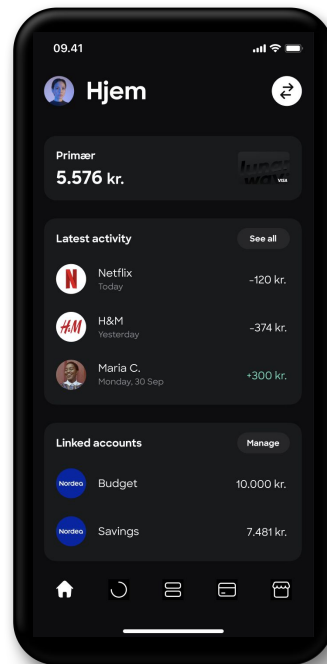 09.41
Hjem
Primær
5.576 kr.
lunar
way
VISA
Latest activity
See all
Netflix
Today
-120 kr.
N
H&M
H&M
Yesterday
-374 kr.
Maria C.
Monday, 30 Sep
+300 kr.
Linked accounts
Manage
Nordea
Budget
10.000 kr.
Nordea
Savings
7.481 kr.